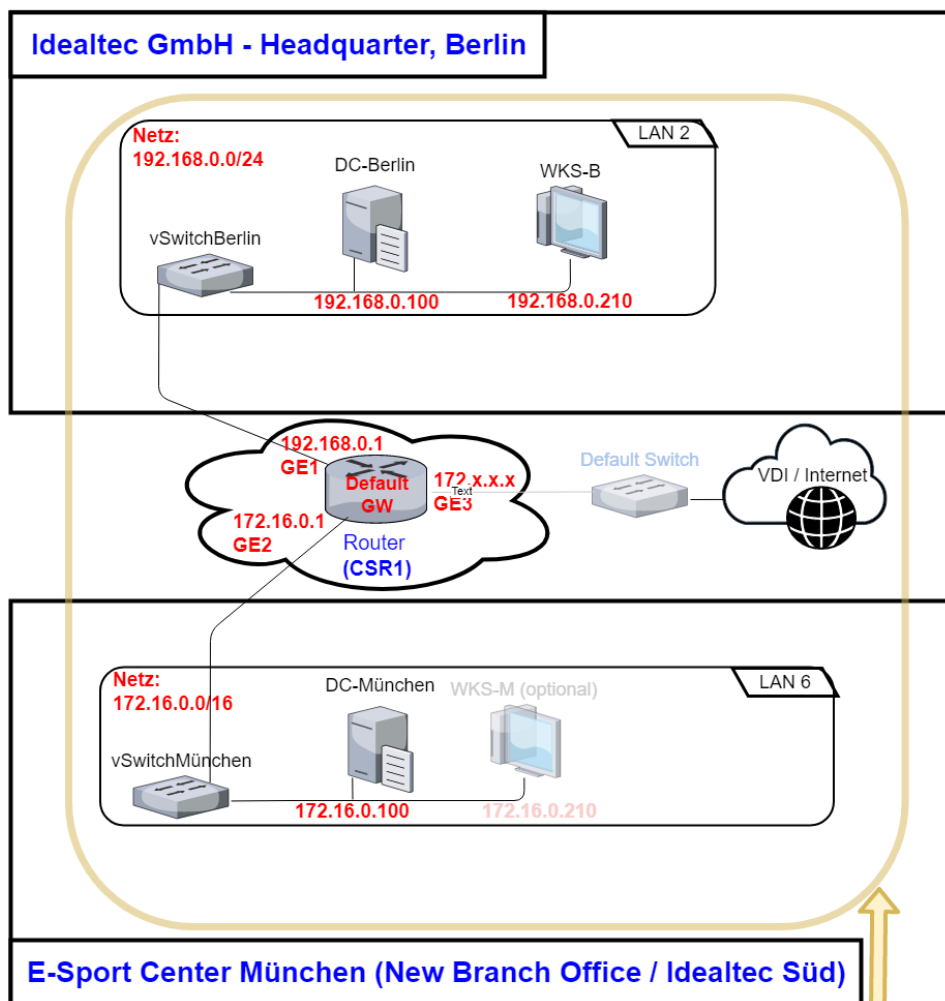 Idealtec GmbH - Headquarter, Berlin
Netz:
192.168.0.0/24
LAN 2
DC-Berlin
WKS-B
vSwitchBerlin
192.168.0.100
192.168.0.210
192.168.0.1
GE1
Default
GW
172.x.x.x
Text
GE3
172.16.0.1
GE2
Router
(CSR1)
Default Switch
VDI / Internet
Netz:
172.16.0.0/16
LAN 6
DC-München
WKS-M (optional)
vSwitchMünchen
172.16.0.100
172.16.0.210
E-Sport Center München (New Branch Office / Idealtec Süd)